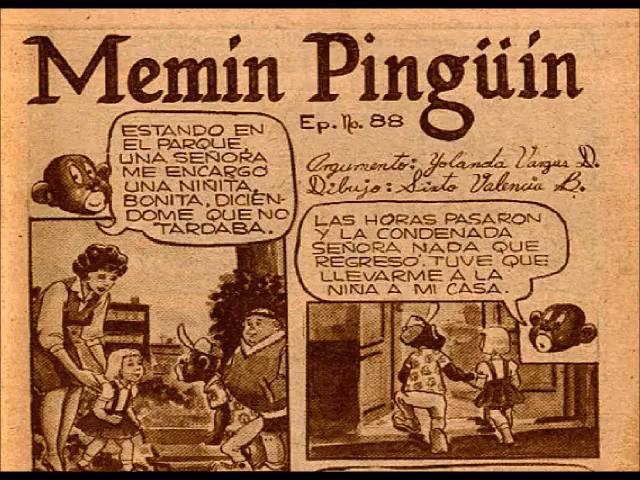 Memín Pingüín
Ep. No. 88
Argumento: Yolanda Vargas D.
Dibujo: Sixto Valencia B.
ESTANDO EN
EL PARQUE,
UNA SEÑORA
ME ENCARGÓ
UNA NIÑITA,
BONITA, DICIÉN-
DOME QUE NO
TARDABA.
LAS HORAS PASARON
Y LA CONDENADA
SEÑORA NADA QUE
REGRESÓ. TUVE QUE
LLEVARME A LA
NIÑA A MI CASA.